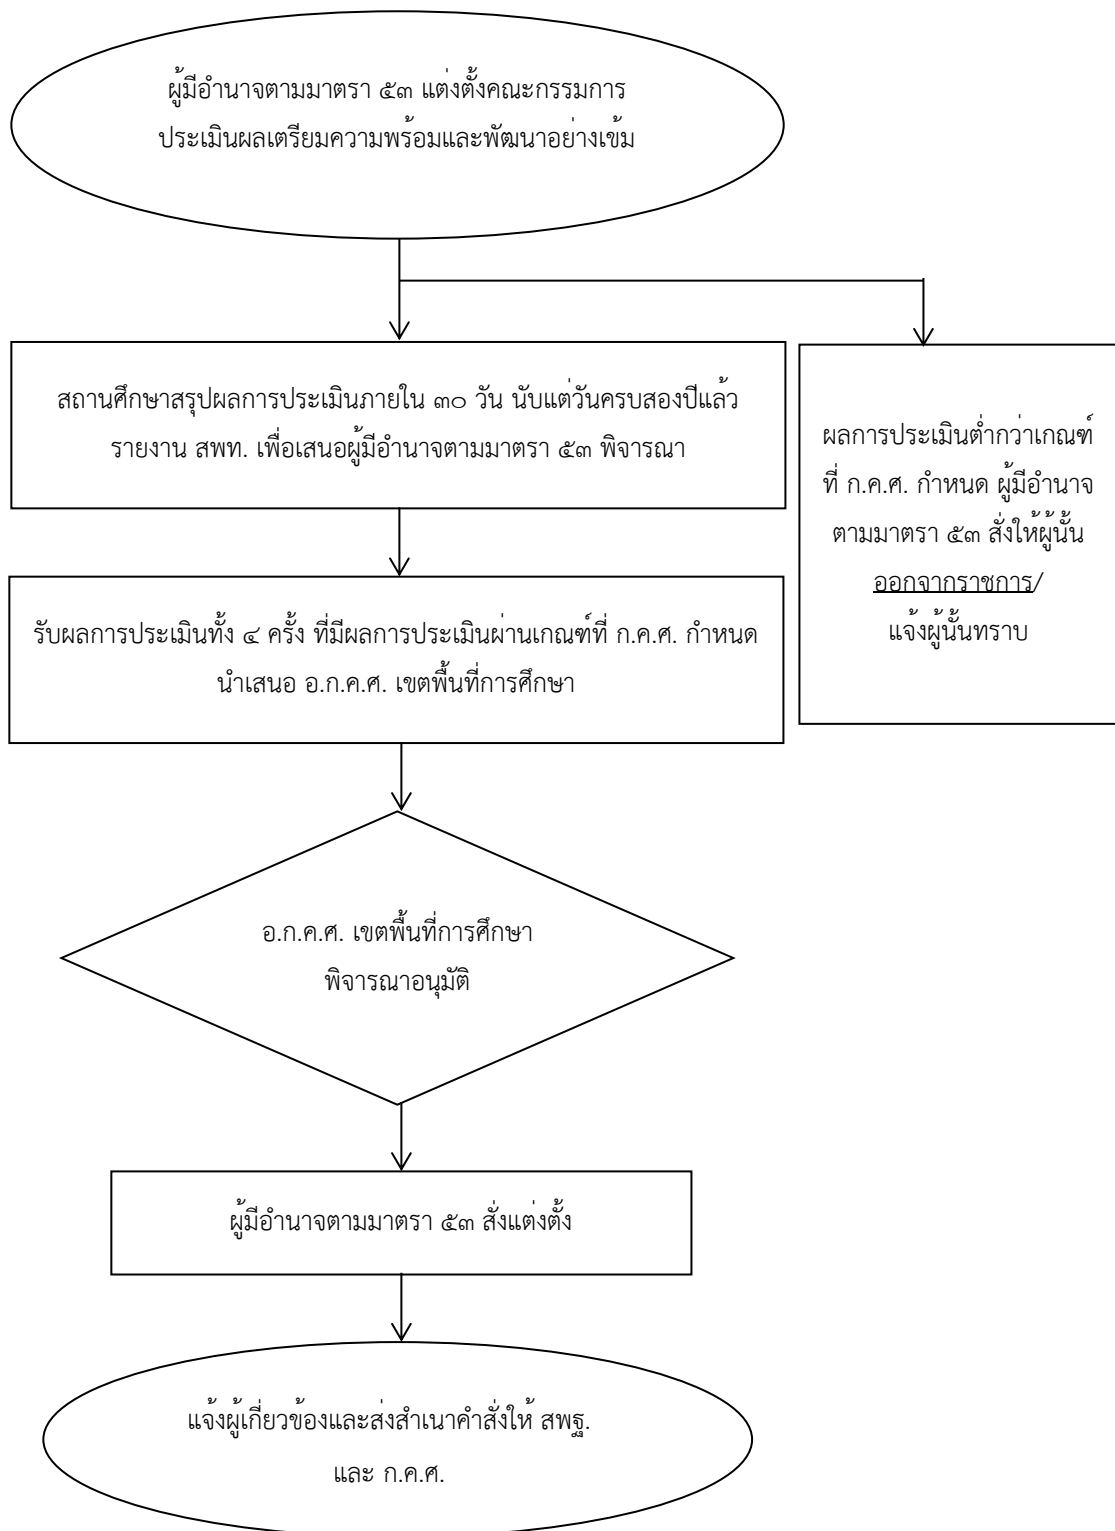 ผู้มีอำนาจตามมาตรา ๕๓ แต่งตั้งคณะกรรมการ
ประเมินผลเตรียมความพร้อมและพัฒนาอย่างเข้ม
สถานศึกษาสรุปผลการประเมินภายใน ๓๐ วัน นับแต่วันครบสองปีแล้ว
รายงาน สพท. เพื่อเสนอผู้มีอำนาจตามมาตรา ๕๓ พิจารณา
ผลการประเมินต่ำกว่าเกณฑ์
ที่ ก.ค.ศ. กำหนด ผู้มีอำนาจ
ตามมาตรา ๕๓ สั่งให้ผู้นั้น
ออกจากราชการ/
แจ้งผู้นั้นทราบ
รับผลการประเมินทั้ง ๔ ครั้ง ที่มีผลการประเมินผ่านเกณฑ์ที่ ก.ค.ศ. กำหนด
นำเสนอ อ.ก.ค.ศ. เขตพื้นที่การศึกษา
อ.ก.ค.ศ. เขตพื้นที่การศึกษา
พิจารณาอนุมัติ
ผู้มีอำนาจตามมาตรา ๕๓ สั่งแต่งตั้ง
แจ้งผู้เกี่ยวข้องและส่งสำเนาคำสั่งให้ สพฐ.
และ ก.ค.ศ.